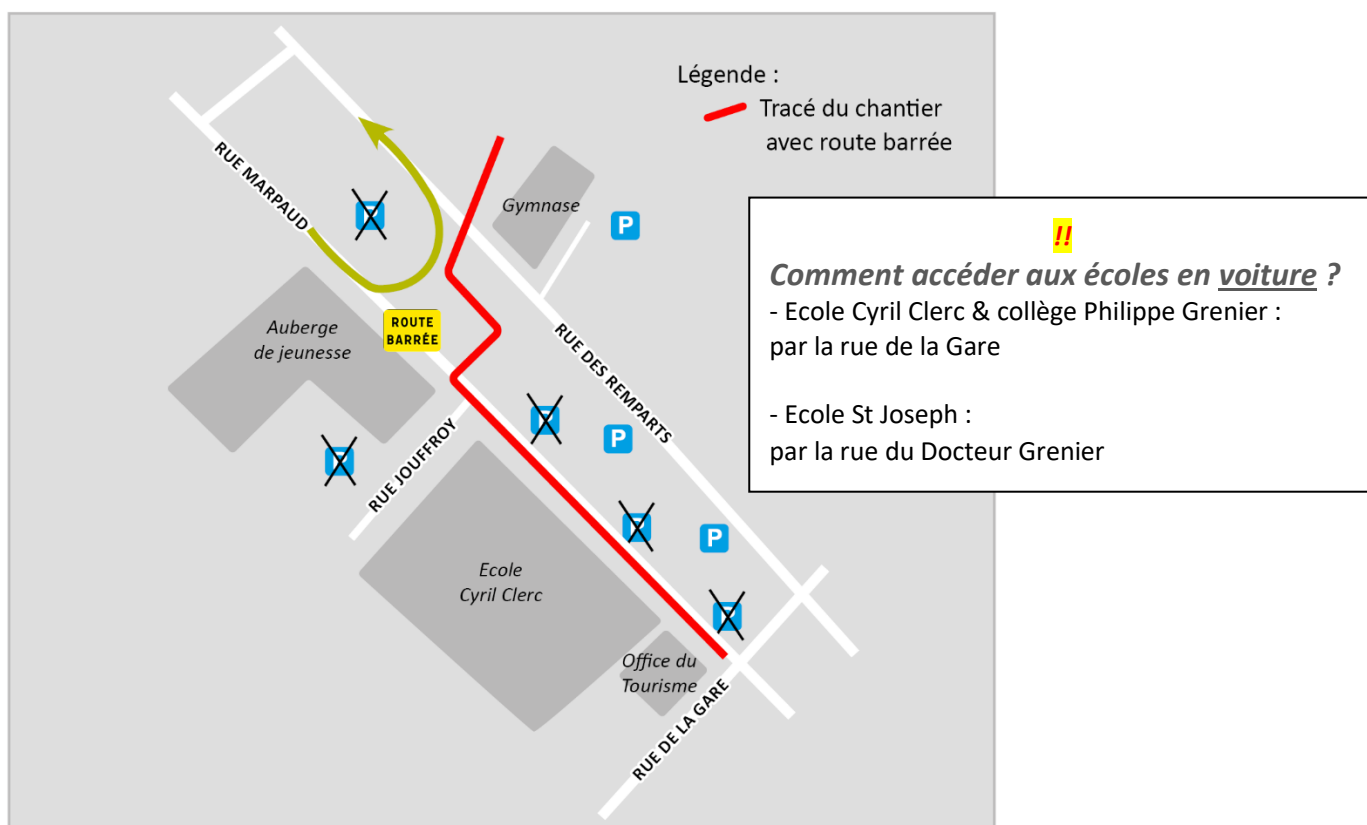 Légende :
Tracé du chantier
avec route barrée
RUE MARPAUD
P
Gymnase
P
!!
Comment accéder aux écoles en voiture ?
- Ecole Cyril Clerc & collège Philippe Grenier :
par la rue de la Gare
- Ecole St Joseph :
par la rue du Docteur Grenier
Auberge
de jeunesse
ROUTE
BARRÉE
RUE DES REMPARTS
P
P
P
RUE JOUFFROY
P
P
Ecole
Cyril Clerc
P
Office du
Tourisme
RUE DE LA GARE